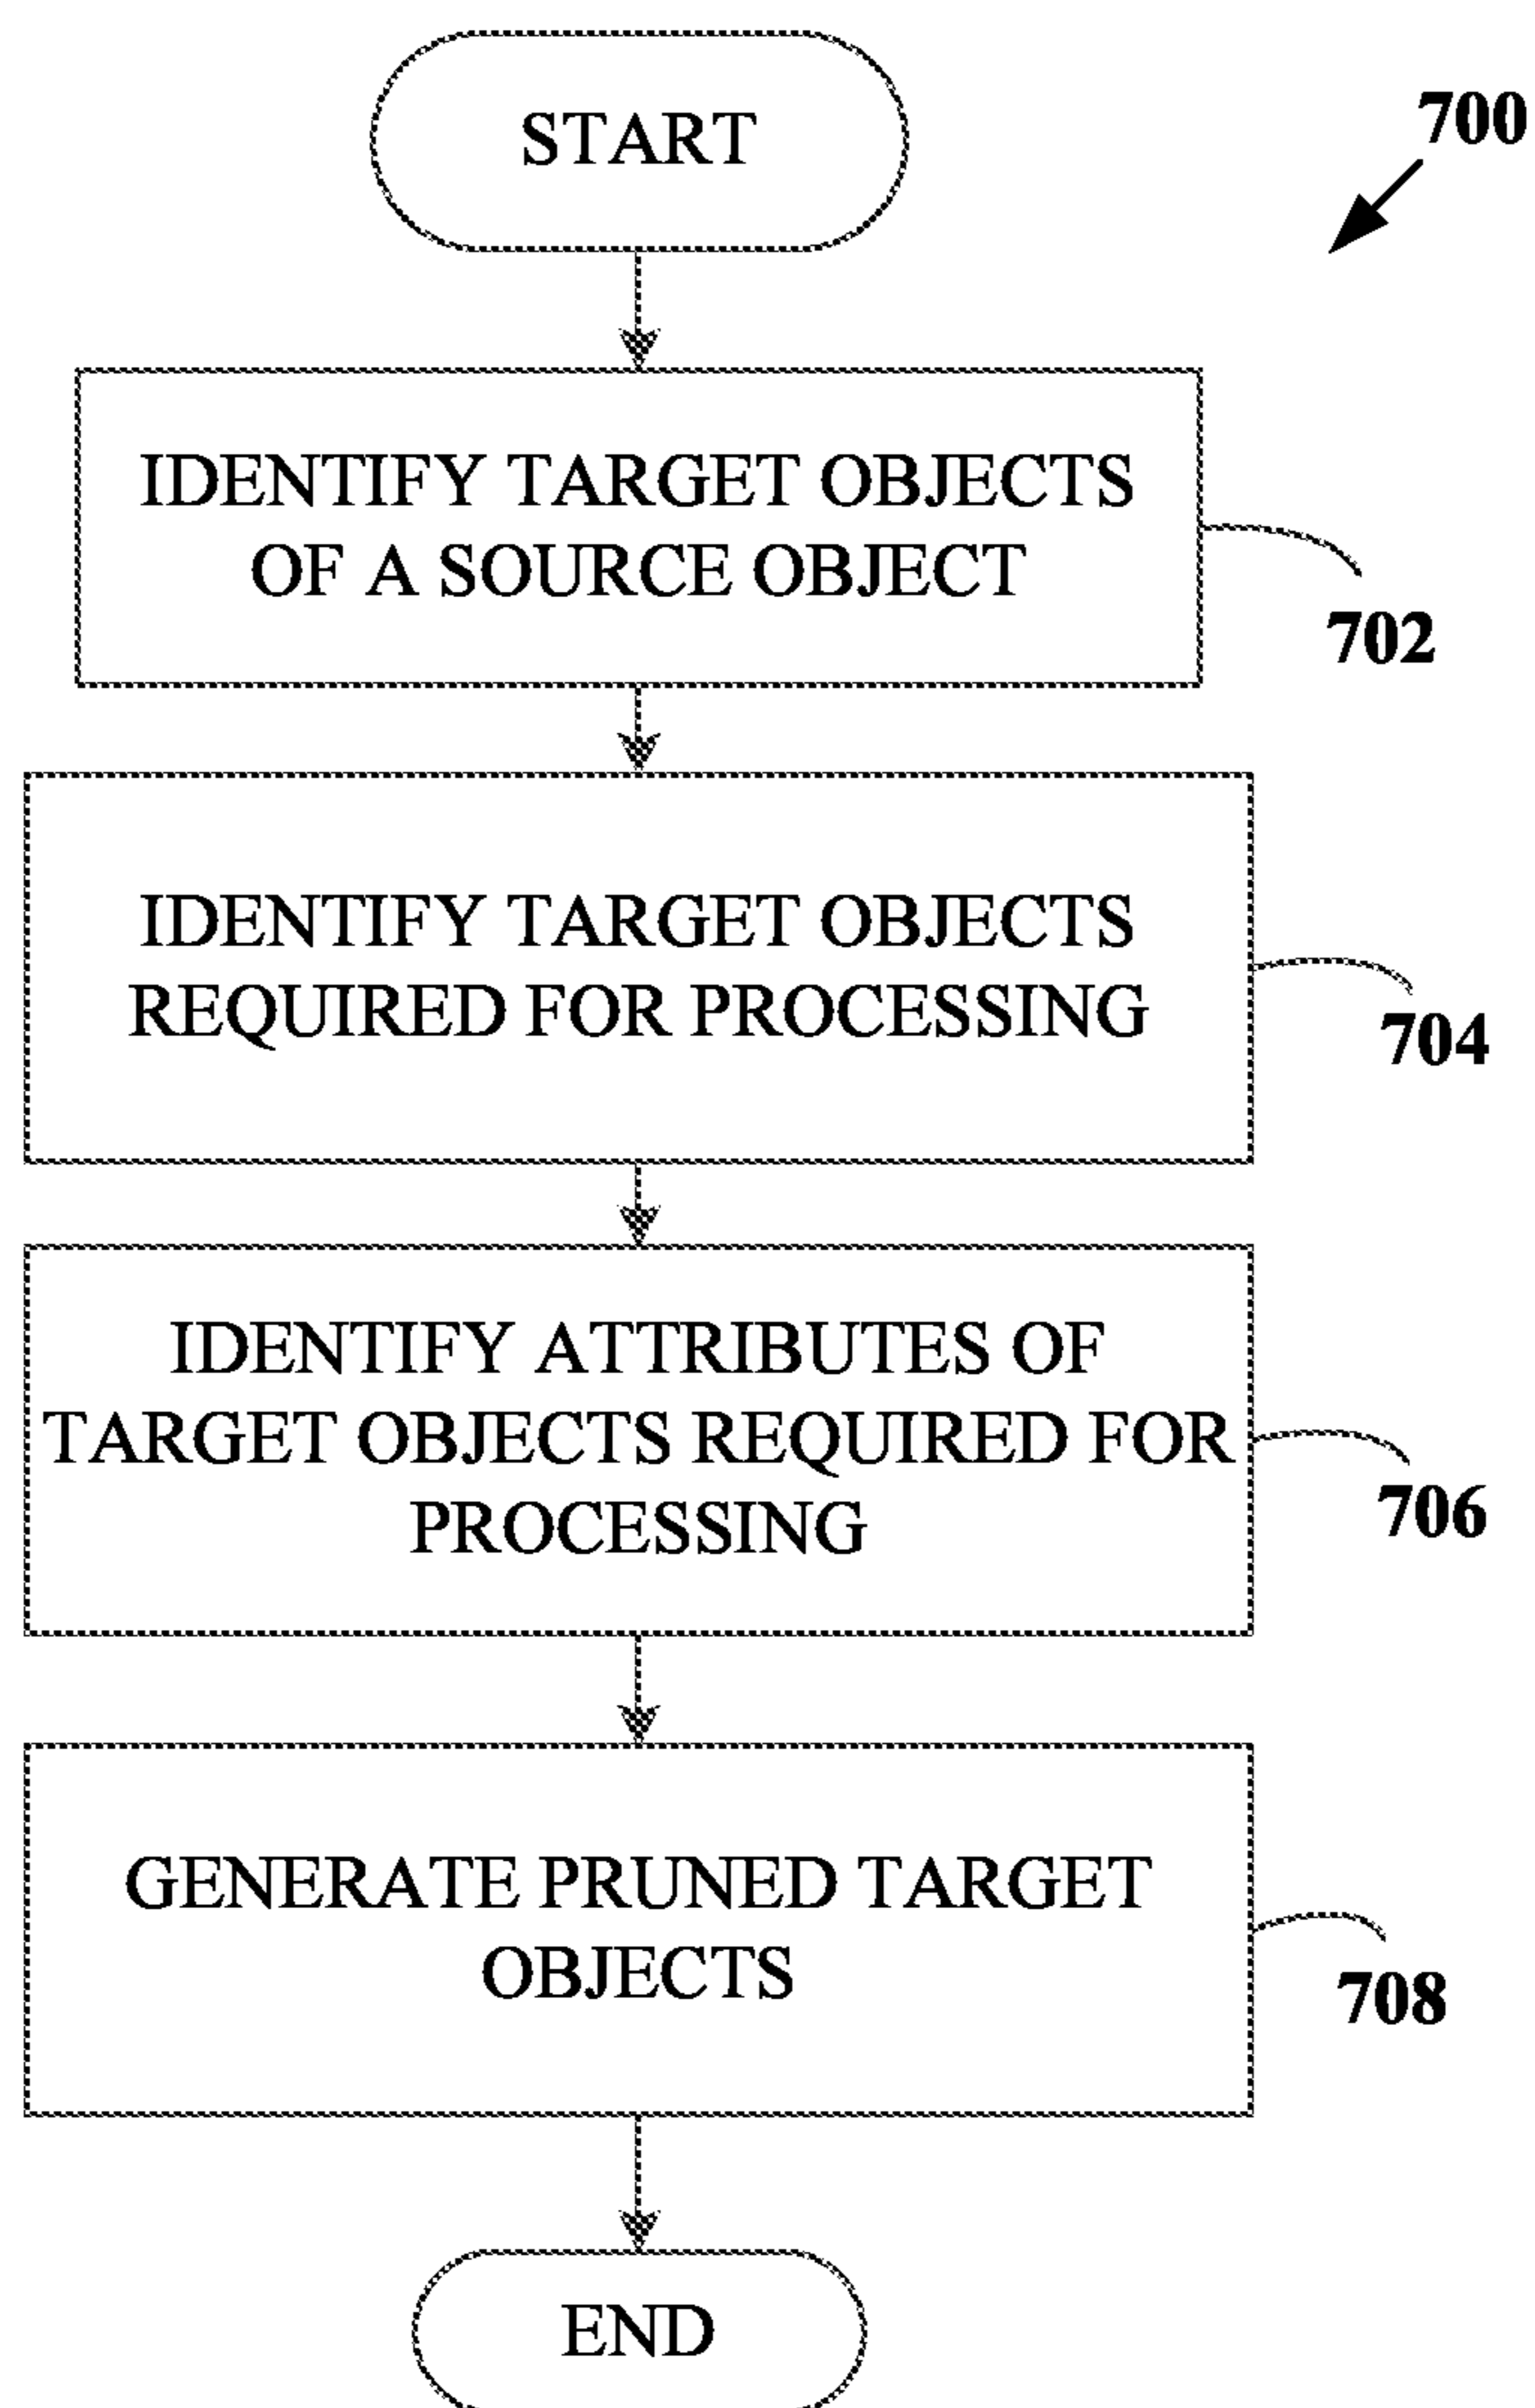 START
700
IDENTIFY TARGET OBJECTS
OF A SOURCE OBJECT
702
IDENTIFY TARGET OBJECTS
REQUIRED FOR PROCESSING
704
IDENTIFY ATTRIBUTES OF
TARGET OBJECTS REQUIRED FOR
PROCESSING
706
GENERATE PRUNED TARGET
OBJECTS
708
END